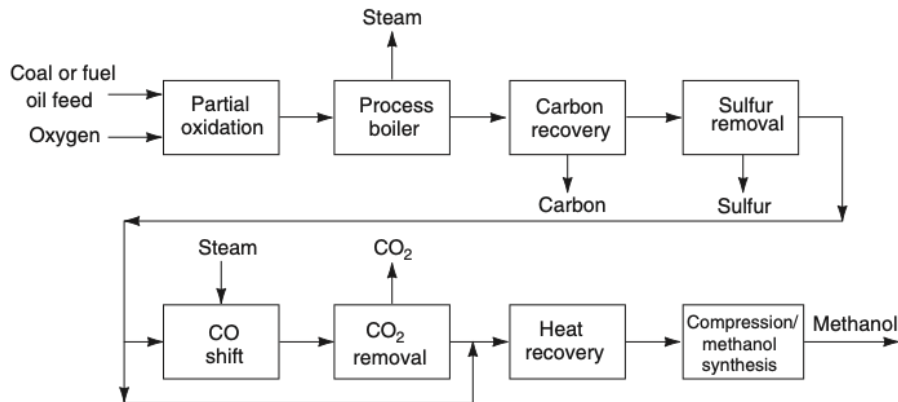 Steam
Coal or fuel
oil feed
Oxygen
Partial
oxidation
Process
boiler
Carbon
recovery
Sulfur
removal
Carbon
Sulfur
Steam
CO₂
CO
shift
CO₂
removal
Heat
recovery
Compression/
methanol
synthesis
Methanol